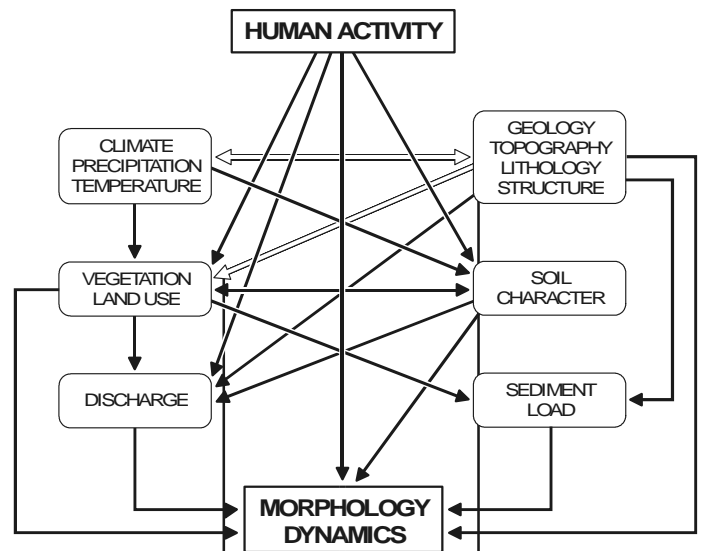 HUMAN ACTIVITY
CLIMATE
PRECIPITATION
TEMPERATURE
GEOLOGY
TOPOGRAPHY
LITHOLOGY
STRUCTURE
VEGETATION
LAND USE
SOIL
CHARACTER
DISCHARGE
SEDIMENT
LOAD
MORPHOLOGY
DYNAMICS